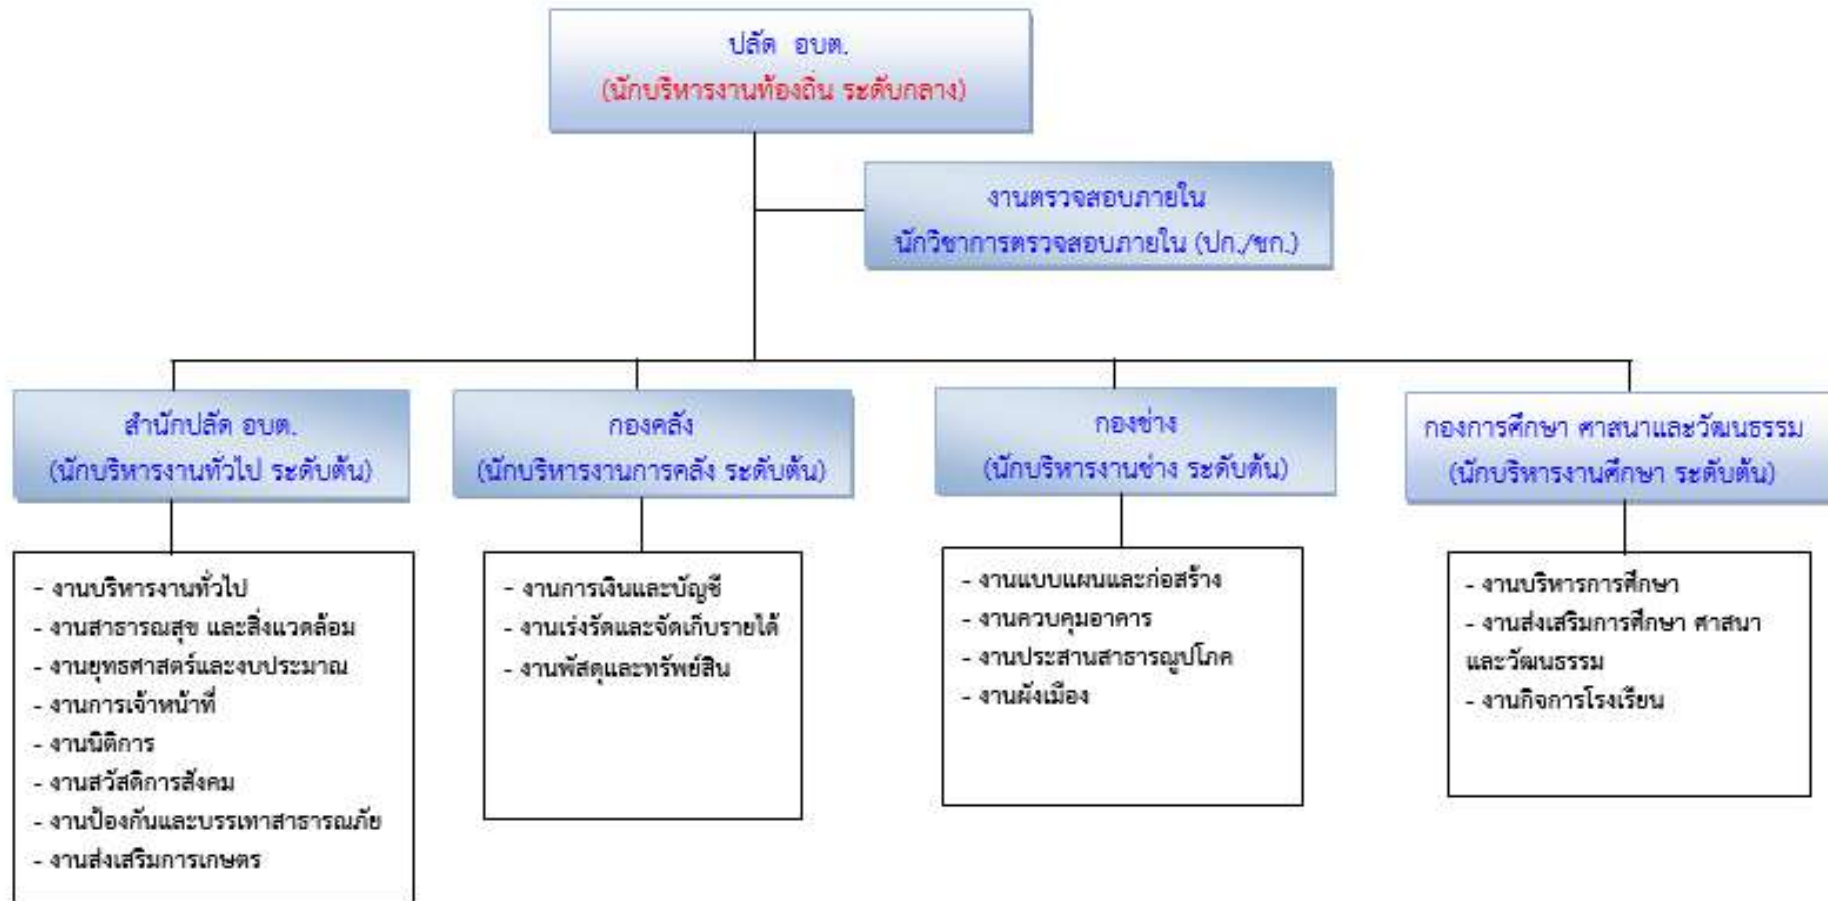 ปลัด อบต.
(นักบริหารงานท้องถิ่น ระดับกลาง)
งานตรวจสอบภายใน
นักวิชาการตรวจสอบภายใน (ปก./ชก.)
สำนักปลัด อบต.
(นักบริหารงานทั่วไป ระดับต้น)
- งานบริหารงานทั่วไป
- งานสาธารณสุข และสิ่งแวดล้อม
- งานยุทธศาสตร์และงบประมาณ
- งานการเจ้าหน้าที่
- งานนิติการ
- งานสวัสดิการสังคม
- งานป้องกันและบรรเทาสาธารณภัย
- งานส่งเสริมการเกษตร
กองคลัง
(นักบริหารงานการคลัง ระดับต้น)
- งานการเงินและบัญชี
- งานเร่งรัดและจัดเก็บรายได้
- งานพัสดุและทรัพย์สิน
กองช่าง
(นักบริหารงานช่าง ระดับต้น)
- งานแบบแผนและก่อสร้าง
- งานควบคุมอาคาร
- งานประสานสาธารณูปโภค
- งานผังเมือง
กองการศึกษา ศาสนาและวัฒนธรรม
(นักบริหารงานศึกษา ระดับต้น)
- งานบริหารการศึกษา
- งานส่งเสริมการศึกษา ศาสนา
และวัฒนธรรม
- งานกิจการโรงเรียน